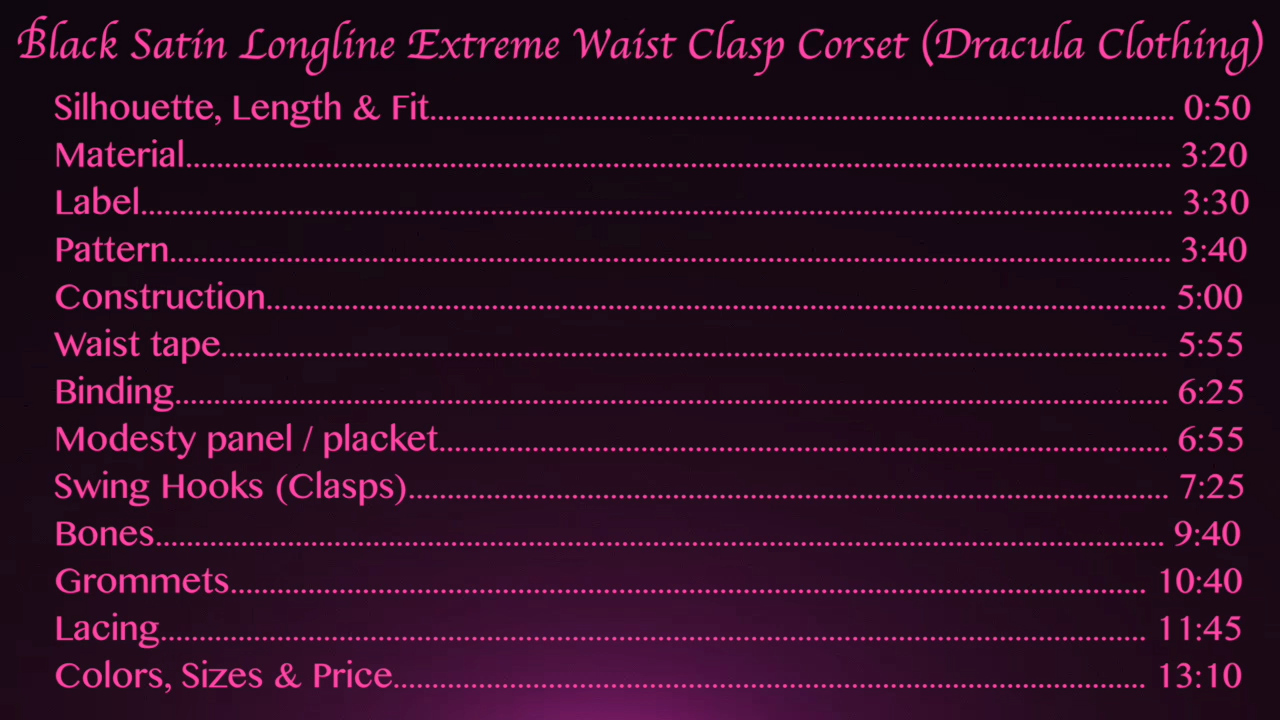 Black Satin Longline Extreme Waist Clasp Corset (Dracula Clothing)
Silhouette, Length & Fit........................................................................................ 0:50
Material........................................................................................ 3:20
Label........................................................................................ 3:30
Pattern........................................................................................ 3:40
Construction........................................................................................ 5:00
Waist tape........................................................................................ 5:55
Binding........................................................................................ 6:25
Modesty panel / placket........................................................................................ 6:55
Swing Hooks (Clasps)........................................................................................ 7:25
Bones........................................................................................ 9:40
Grommets........................................................................................ 10:40
Lacing........................................................................................ 11:45
Colors, Sizes & Price........................................................................................ 13:10